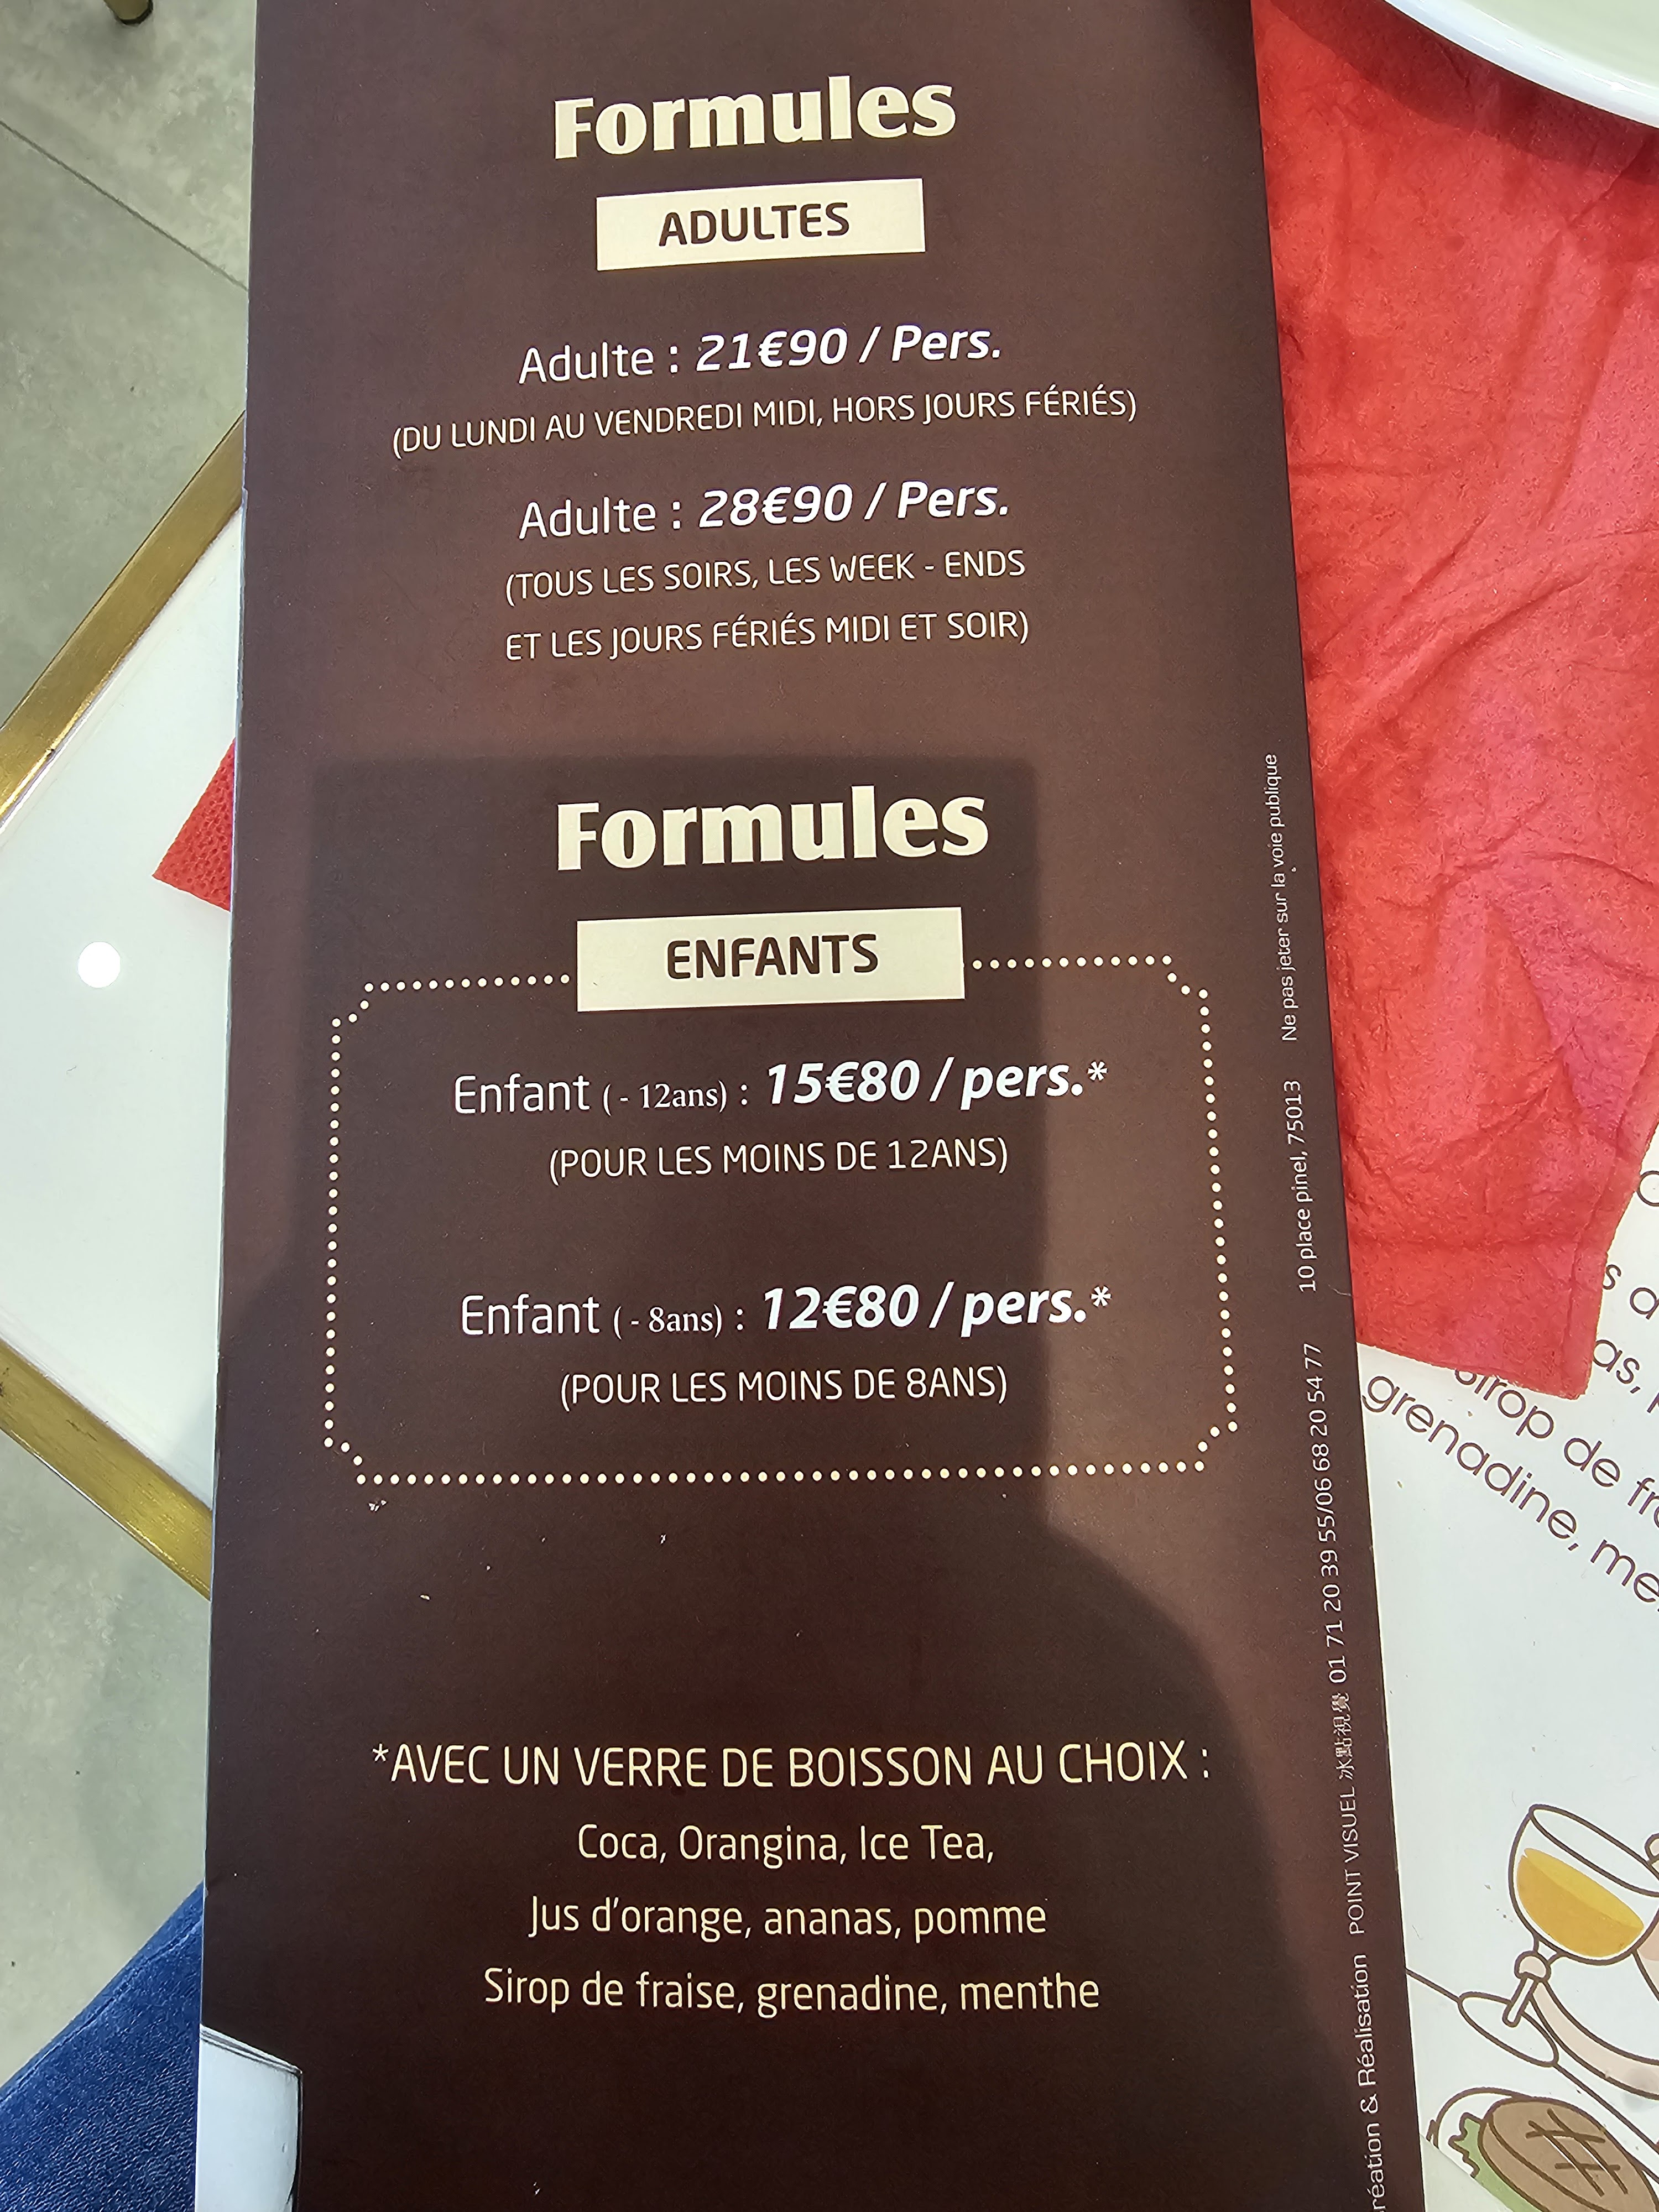 Formules
ADULTES
Adulte : 21€90 / Pers.
(DU LUNDI AU VENDREDI MIDI, HORS JOURS FÉRIÉS)
Adulte : 28€90 / Pers.
(TOUS LES SOIRS, LES WEEK - ENDS
ET LES JOURS FÉRIÉS MIDI ET SOIR)
Formules
ENFANTS
Enfant ( - 12ans) : 15€80 / pers.*
(POUR LES MOINS DE 12ANS)
Enfant ( - 8ans) : 12€80 / pers.*
(POUR LES MOINS DE 8ANS)
*AVEC UN VERRE DE BOISSON AU CHOIX :
Coca, Orangina, Ice Tea,
Jus d'orange, ananas, pomme
Sirop de fraise, grenadine, menthe
réation & Réalisation POINT VISUEL 冰點視覺 01 71 20 39 55/06 68 20 54 77 10 place pinel, 75013 Ne pas jeter sur la voie publique
as,
Sirop de fr
grenadine, me